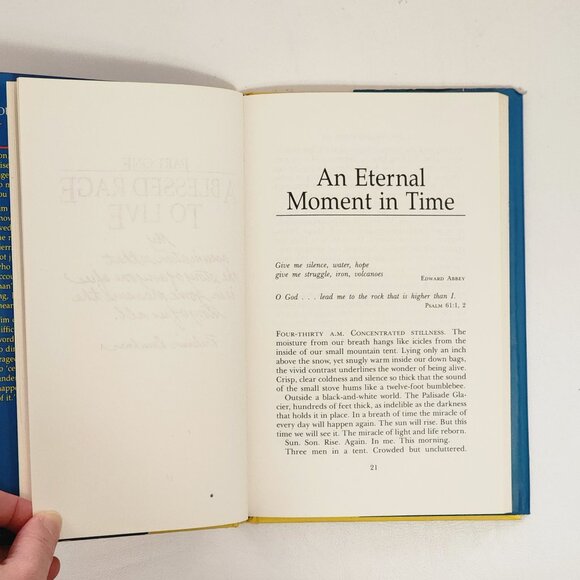 PART ONE
A BLESSED RAGE
TO LIVE
An Eternal
Moment in Time
Give me silence, water, hope
give me struggle, iron, volcanoes
EDWARD ABBEY
O God . . . lead me to the rock that is higher than I.
PSALM 61:1, 2
FOUR-THIRTY A.M. CONCENTRATED STILLNESS. The
moisture from our breath hangs like icicles from the
inside of our small mountain tent. Lying only an inch
above the snow, yet snugly warm inside our down bags,
the vivid contrast underlines the wonder of being alive.
Crisp, clear coldness and silence so thick that the sound
of the small stove hums like a twelve-foot bumblebee.
Outside a black-and-white world. The Palisade Gla-
cier, hundreds of feet thick, as indelible as the darkness
that holds it in place. In a breath of time the miracle of
every day will happen again. The sun will rise. But this
time we will see it. The miracle of light and life reborn.
Sun. Son. Rise. Again. In me. This morning.
Three men in a tent. Crowded but uncluttered.
21